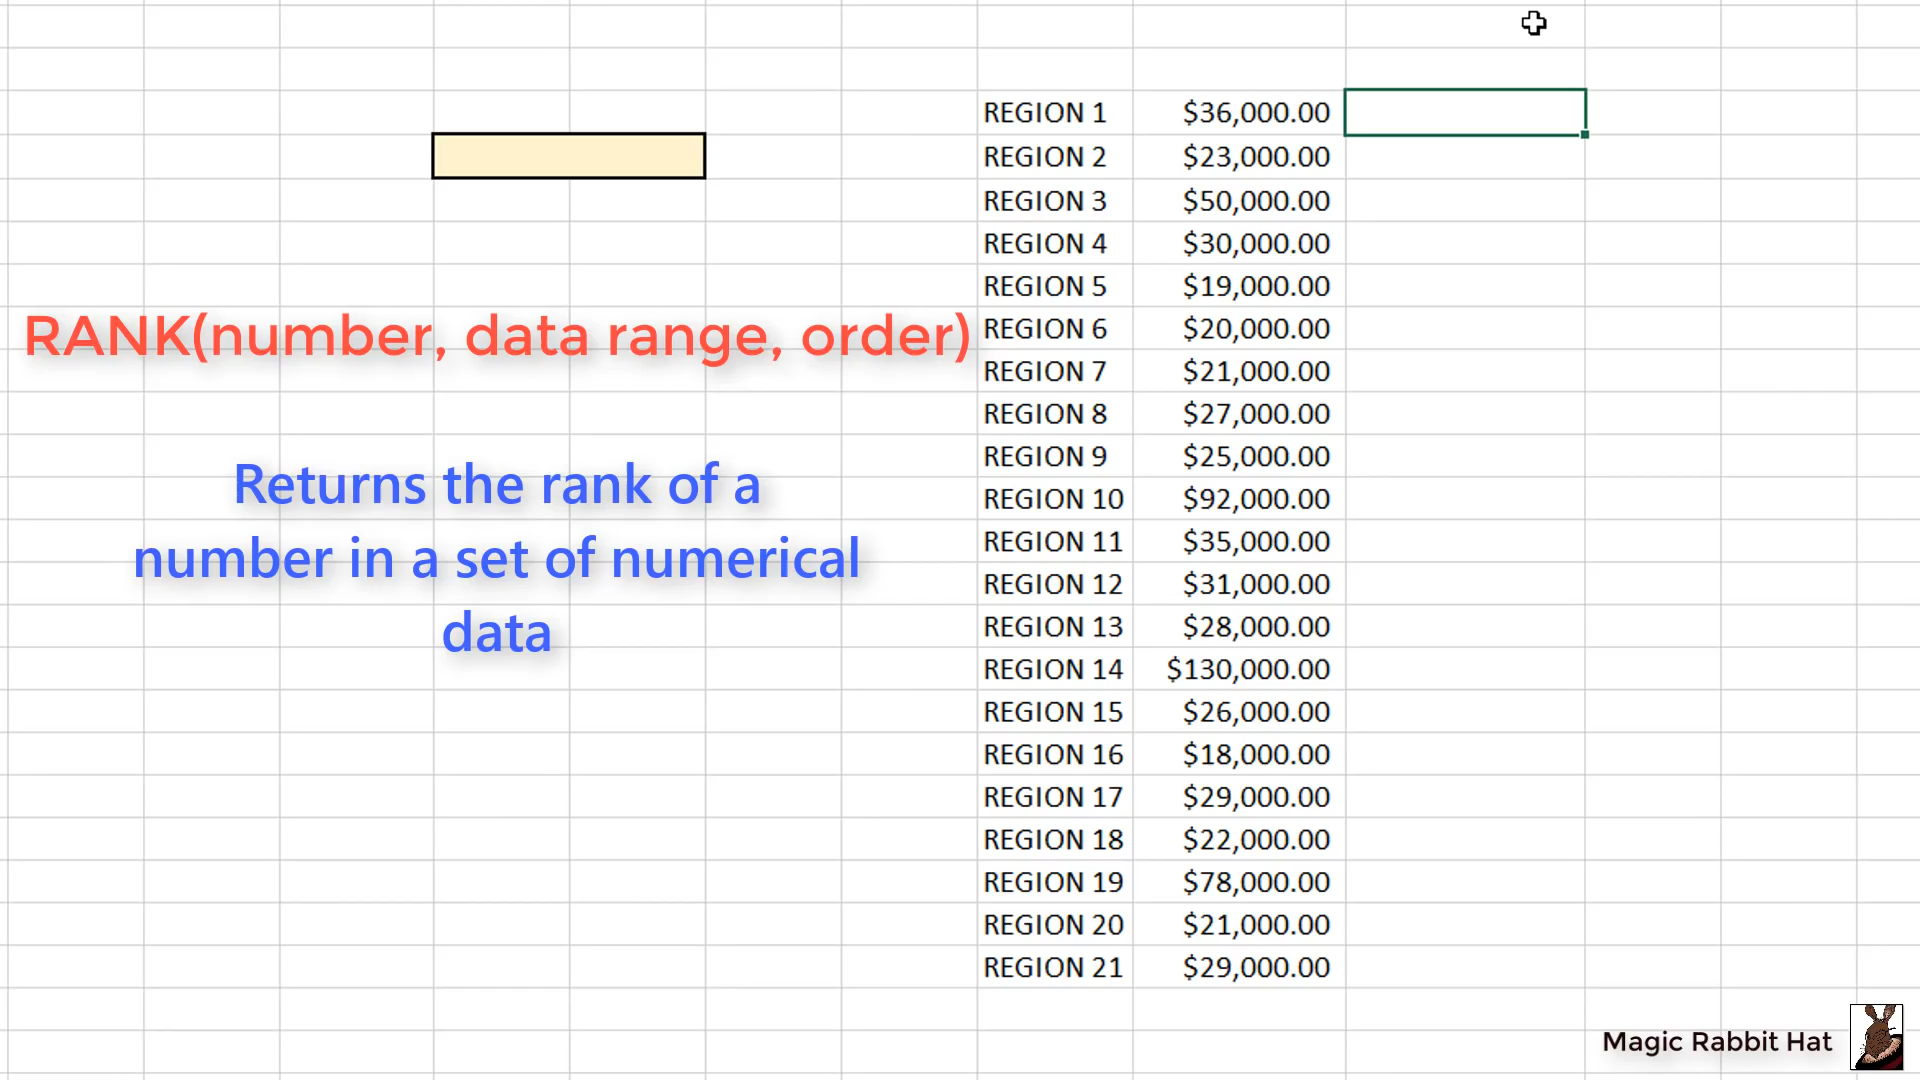 REGION 1 $36,000.00
REGION 2 $23,000.00
REGION 3 $50,000.00
REGION 4 $30,000.00
REGION 5 $19,000.00
RANK(number, data range, order)
REGION 6 $20,000.00
REGION 7 $21,000.00
REGION 8 $27,000.00
REGION 9 $25,000.00
Returns the rank of a
number in a set of numerical
data
REGION 10 $92,000.00
REGION 11 $35,000.00
REGION 12 $31,000.00
REGION 13 $28,000.00
REGION 14 $130,000.00
REGION 15 $26,000.00
REGION 16 $18,000.00
REGION 17 $29,000.00
REGION 18 $22,000.00
REGION 19 $78,000.00
REGION 20 $21,000.00
REGION 21 $29,000.00
Magic Rabbit Hat